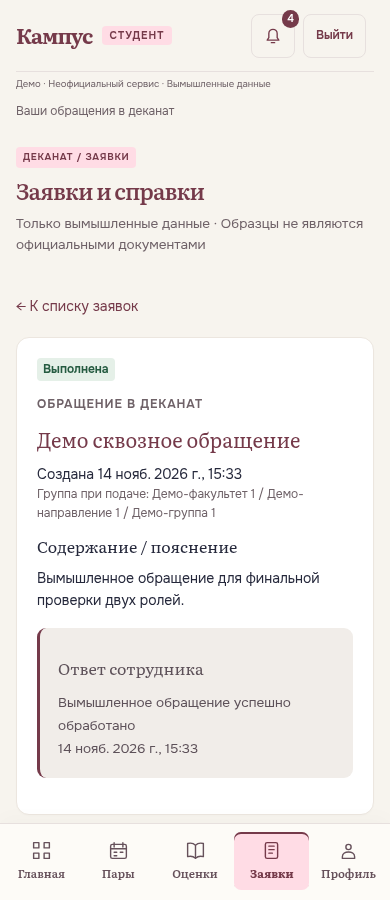 Кампус
СТУДЕНТ
4
Выйти
Демо · Неофициальный сервис · Вымышленные данные
Ваши обращения в деканат
ДЕКАНАТ / ЗАЯВКИ
Заявки и справки
Только вымышленные данные · Образцы не являются
официальными документами
← К списку заявок
Выполнена
ОБРАЩЕНИЕ В ДЕКАНАТ
Демо сквозное обращение
Создана 14 нояб. 2026 г., 15:33
Группа при подаче: Демо-факультет 1 / Демо-
направление 1 / Демо-группа 1
Содержание / пояснение
Вымышленное обращение для финальной
проверки двух ролей.
Ответ сотрудника
Вымышленное обращение успешно
обработано
14 нояб. 2026 г., 15:33
Главная
Пары
Оценки
Заявки
Профиль